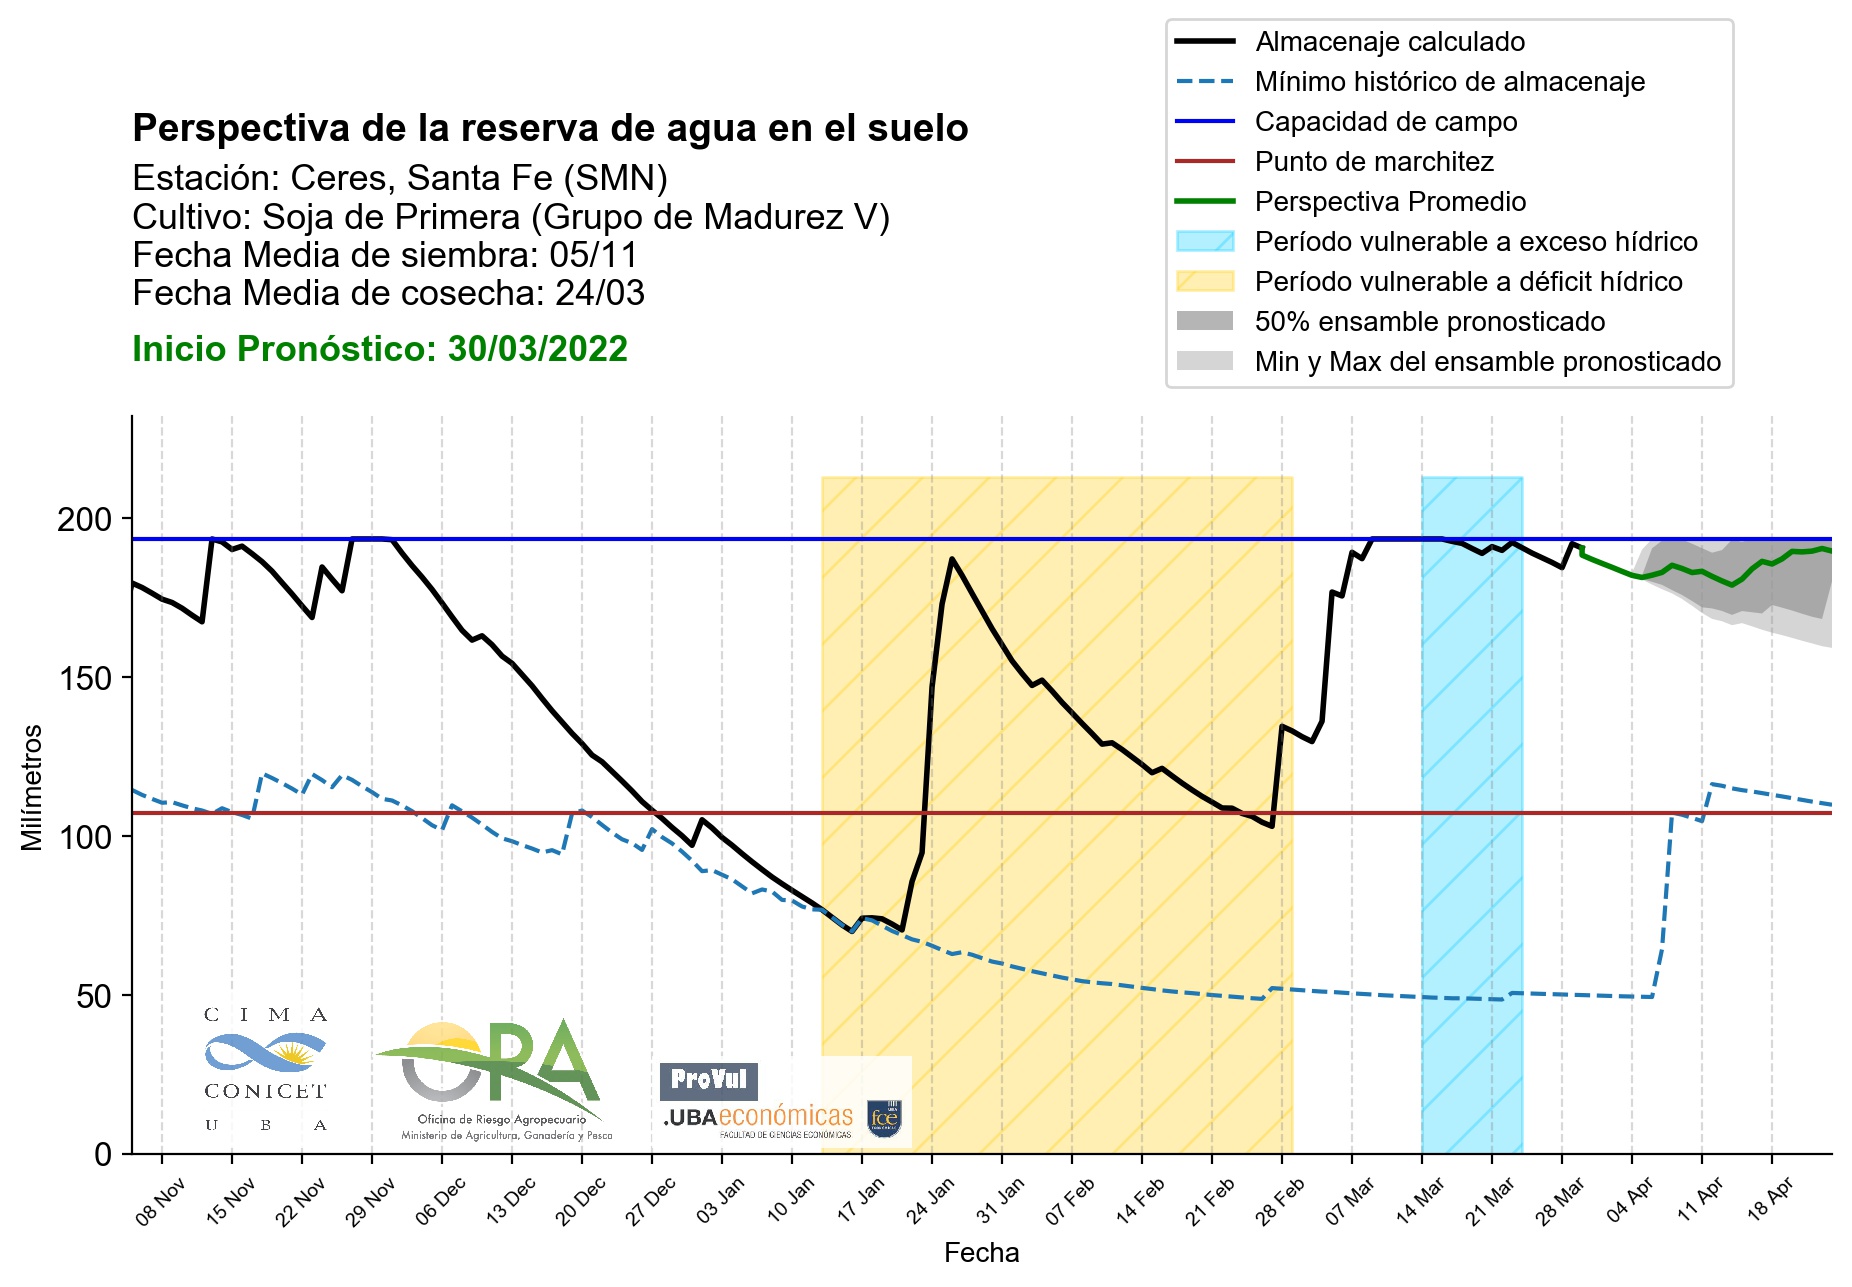 Almacenaje calculado
Mínimo histórico de almacenaje
Capacidad de campo
Punto de marchitez
Perspectiva Promedio
Período vulnerable a exceso hídrico
Período vulnerable a déficit hídrico
50% ensamble pronosticado
Min y Max del ensamble pronosticado
Perspectiva de la reserva de agua en el suelo
Estación: Ceres, Santa Fe (SMN)
Cultivo: Soja de Primera (Grupo de Madurez V)
Fecha Media de siembra: 05/11
Fecha Media de cosecha: 24/03
Inicio Pronóstico: 30/03/2022
200
150
100
50
0
Milímetros
CIMA
CONICET
UBA
ORA
Oficina de Riesgo Agropecuario
Ministerio de Agricultura, Ganadería y Pesca
ProVul
.UBAeconómicas
FACULTAD DE CIENCIAS ECONÓMICAS
UBA
fce
ECONÓMICAS
08 Nov
15 Nov
22 Nov
29 Nov
06 Dec
13 Dec
20 Dec
27 Dec
03 Jan
10 Jan
17 Jan
24 Jan
31 Jan
07 Feb
14 Feb
21 Feb
28 Feb
07 Mar
14 Mar
21 Mar
28 Mar
04 Apr
11 Apr
18 Apr
Fecha